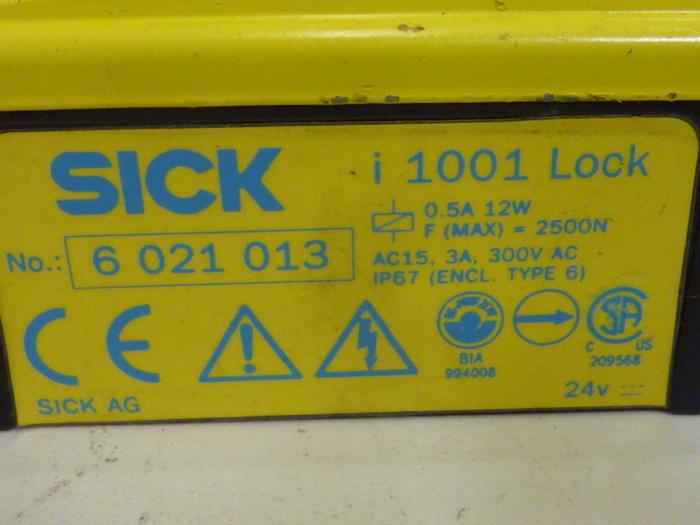 SICK
i 1001 Lock
0.5A 12W
F (MAX) = 2500N
No.: 6 021 013
AC15, 3A, 300V AC
IP67 (ENCL. TYPE 6)
CE
BIA
994008
C US
209568
SICK AG
24v